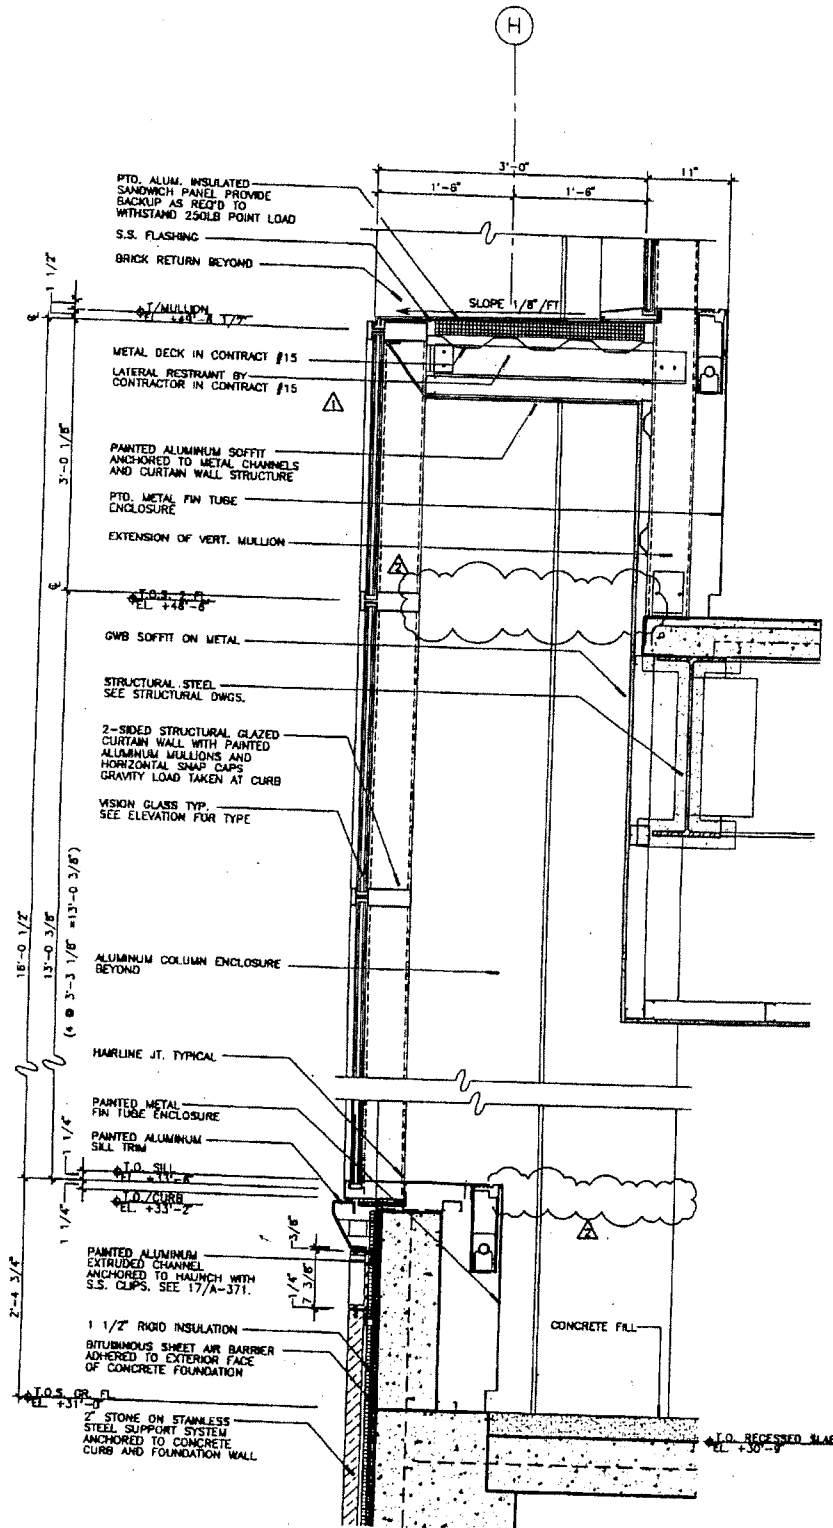 H
3'-0"
11"
1'-6"
1'-6"
PTD. ALUM. INSULATED
SANDWICH PANEL PROVIDE
BACKUP AS REQ'D TO
WITHSTAND 250LB POINT LOAD
S.S. FLASHING
BRICK RETURN BEYOND
1 1/2"
SLOPE 1/8"/FT
T/MULLION
METAL DECK IN CONTRACT #15
LATERAL RESTRAINT BY
CONTRACTOR IN CONTRACT #15
1
3'-0 1/8"
PAINTED ALUMINUM SOFFIT
ANCHORED TO METAL CHANNELS
AND CURTAIN WALL STRUCTURE
PTD. METAL FIN TUBE
ENCLOSURE
EXTENSION OF VERT. MULLION
2
GWB SOFFIT ON METAL
STRUCTURAL STEEL
SEE STRUCTURAL DWGS.
2-SIDED STRUCTURAL GLAZED
CURTAIN WALL WITH PAINTED
ALUMINUM MULLIONS AND
HORIZONTAL SNAP CAPS
GRAVITY LOAD TAKEN AT CURB
VISION GLASS TYP.
SEE ELEVATION FOR TYPE
13'-0 3/8"
(4 @ 3'-3 1/8" =13'-0 3/8")
ALUMINUM COLUMN ENCLOSURE
BEYOND
HAIRLINE JT. TYPICAL
PAINTED METAL
FIN TUBE ENCLOSURE
PAINTED ALUMINUM
SILL TRIM
1 1/4"
T.O. SILL
T.O./CURB
EL. +33'-2"
1 1/4"
2
3/8"
1/4"
7 3/8"
PAINTED ALUMINUM
EXTRUDED CHANNEL
ANCHORED TO HAUNCH WITH
S.S. CLIPS. SEE 17/A-371.
2'-4 3/4"
1 1/2" RIGID INSULATION
CONCRETE FILL
BITUMINOUS SHEET AIR BARRIER
ADHERED TO EXTERIOR FACE
OF CONCRETE FOUNDATION
T.O.S. GR. FL.
EL. +31'-0"
2" STONE ON STAINLESS
STEEL SUPPORT SYSTEM
ANCHORED TO CONCRETE
CURB AND FOUNDATION WALL
T.O. RECESSED SLAB
EL. +30'-9"